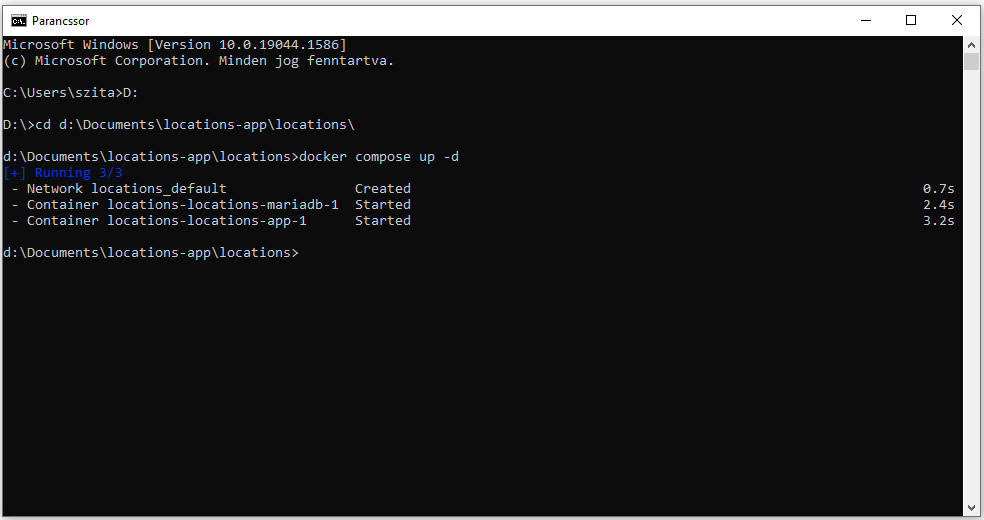 Parancssor
Microsoft Windows [Version 10.0.19044.1586]
(c) Microsoft Corporation. Minden jog fenntartva.
C:\Users\szita>D:
D:\>cd d:\Documents\locations-app\locations\
d:\Documents\locations-app\locations>docker compose up -d
[+] Running 3/3
 - Network locations_default                Created                0.7s
 - Container locations-locations-mariadb-1  Started                2.4s
 - Container locations-locations-app-1      Started                3.2s
d:\Documents\locations-app\locations>